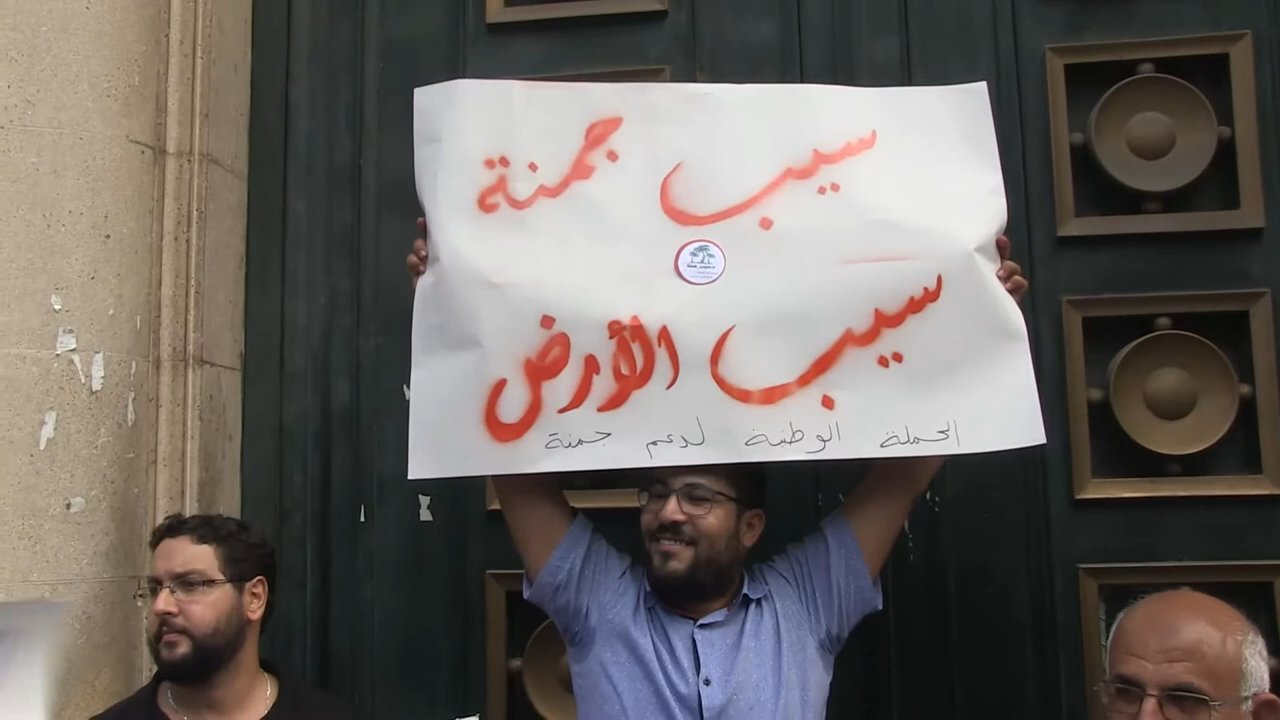 سيب جمنة
سيب الأرض
الحملة الوطنية لدعم جمنة